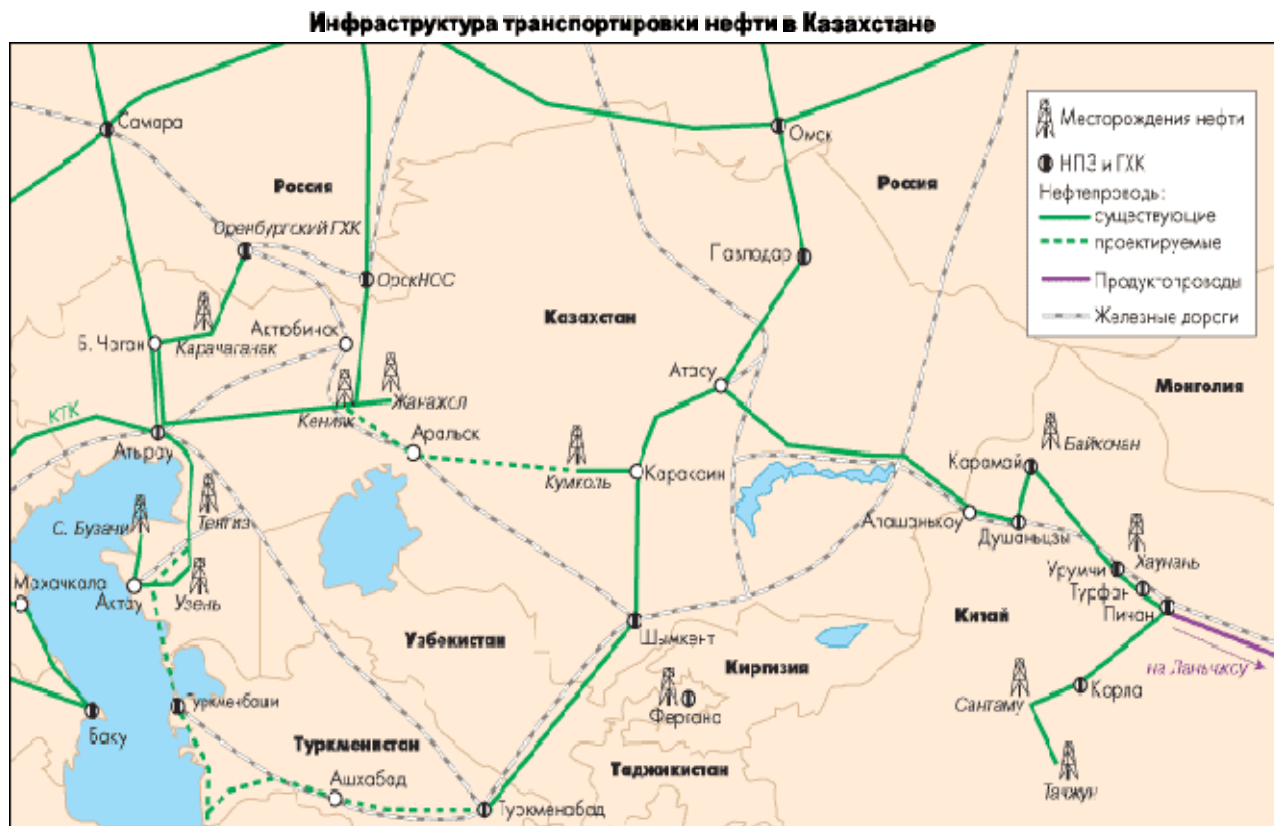 Инфраструктура транспортировки нефти в Казахстане
Самара
Омск
Россия
Россия
Оренбургский ГХК
ОрскНОС
Павлодар
Казахстан
Актюбинск
Б. Чаган
Карачаганак
Атасу
Монголия
КТК
Кенияк
Жанажол
Атырау
Аральск
Кумколь
Каракоин
Карамай
Байкочан
С. Бузачи
Тенгиз
Алашанькоу
Душаньцзы
Хаунань
Урумчи
Турфан
Пичан
Махачкала
Актау
Узень
Узбекистан
Шымкент
Китай
Киргизия
на Ланьчжоу
Фергана
Сантаму
Корла
Туркменбаши
Баку
Туркменистан
Таджикистан
Ашхабад
Туркменабад
Тачжун
Месторождения нефти
НПЗ и ГХК
Нефтепроводы:
существующие
проектируемые
Продуктопроводы
Железные дороги